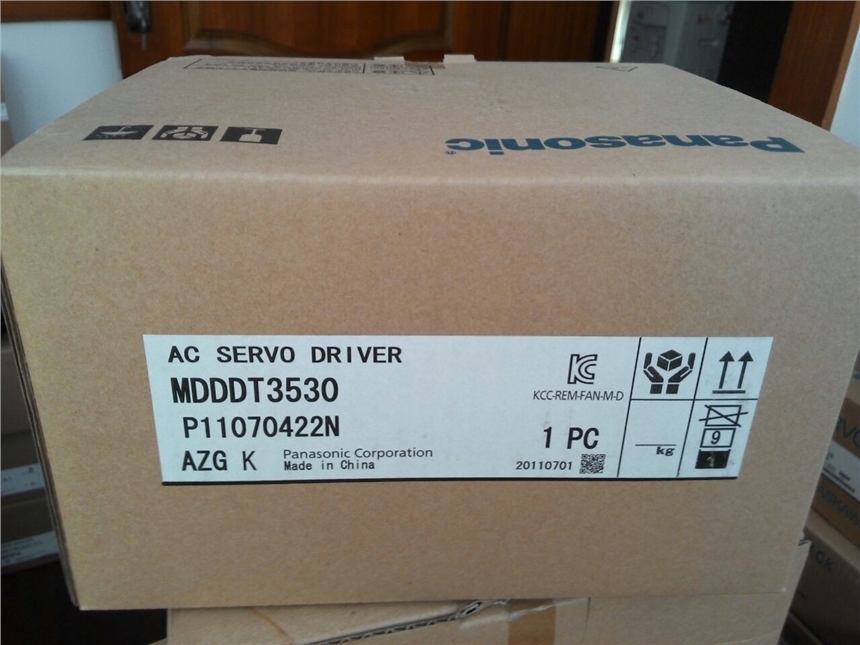 Panasonic®
AC SERVO DRIVER
MDDDT3530
P11070422N
AZG K
Panasonic Corporation
Made in China
KCC-REM-FAN-M-D
1 PC
20110701
kg
9